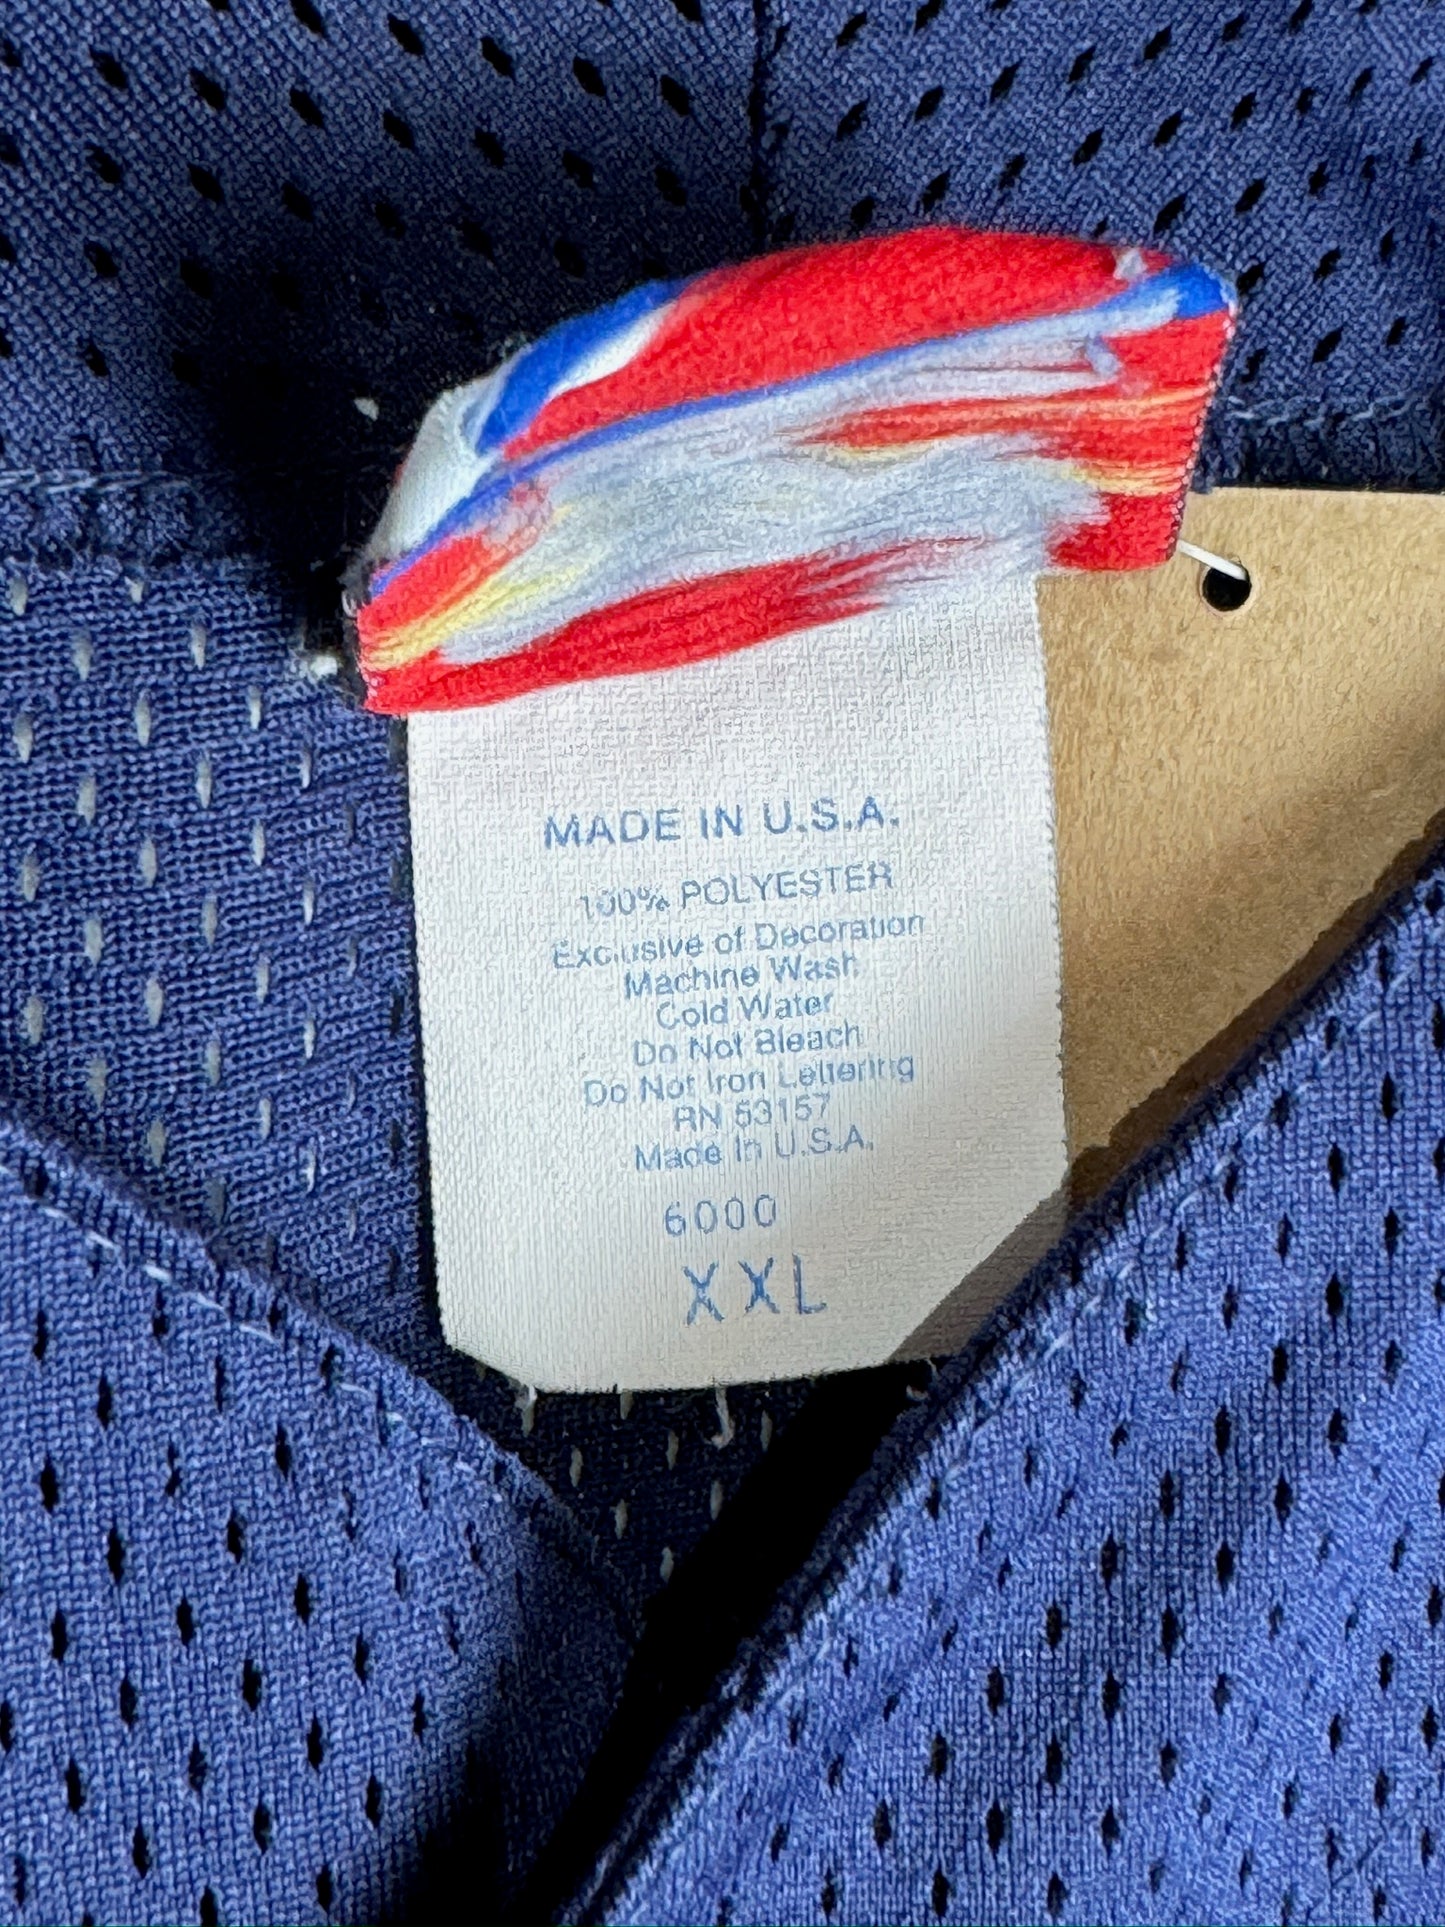 MADE IN U.S.A.
100% POLYESTER
Exclusive of Decoration
Machine Wash
Cold Water
Do Not Bleach
Do Not Iron Lettering
RN 53157
Made In U.S.A.
6000
XXL